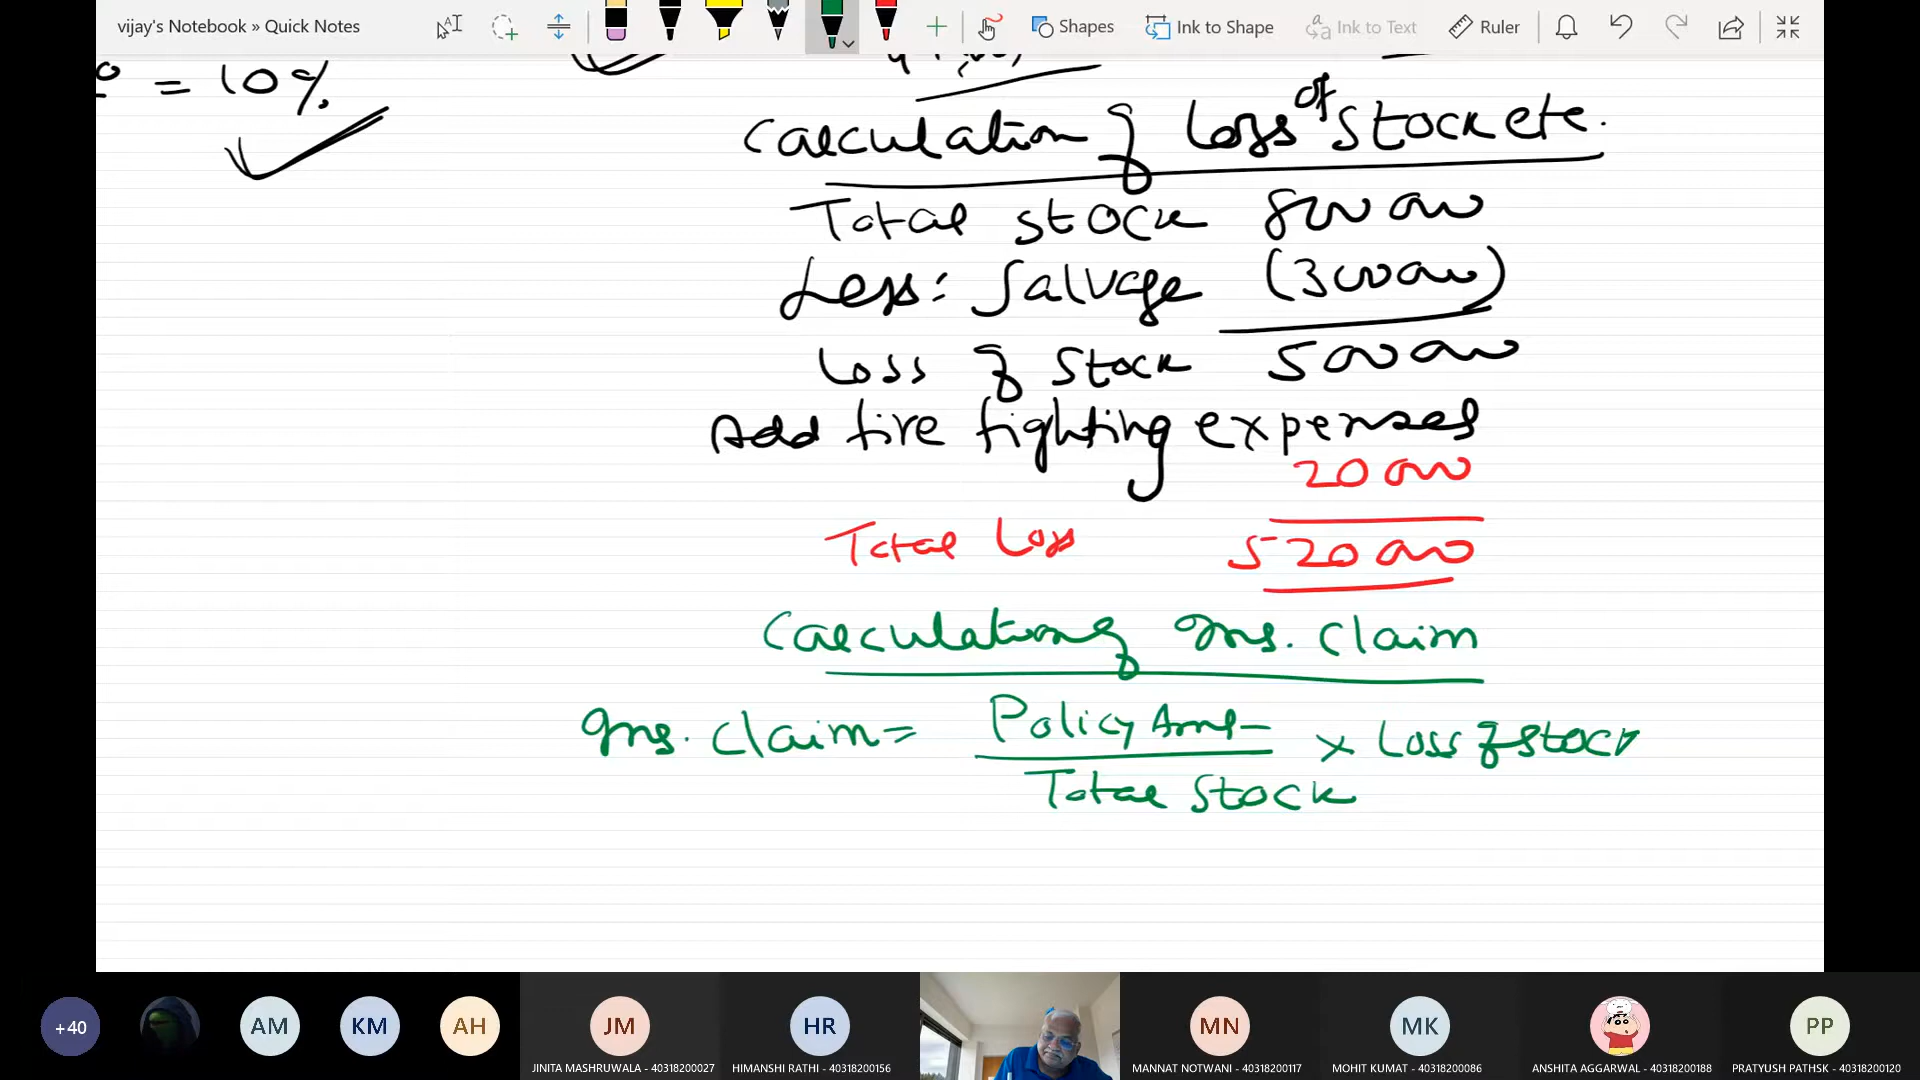 vijay's Notebook » Quick Notes
Shapes
Ink to Shape
Ink to Text
Ruler
= 10%
Calculation of Loss of Stock etc.
Total stock 800000
Less: Salvage (300000)
Loss of Stock 500000
Add fire fighting expenses
20000
Total Loss 520000
Calculation of Ins. Claim
Ins. Claim = Policy Amt × Loss of stock
Total Stock
+40
AM
KM
AH
JM
HR
MN
MK
PP
JINITA MASHRUWALA - 40318200027
HIMANSHI RATHI - 40318200156
MANNAT NOTWANI - 40318200117
MOHIT KUMAT - 40318200086
ANSHITA AGGARWAL - 40318200188
PRATYUSH PATHSK - 40318200120